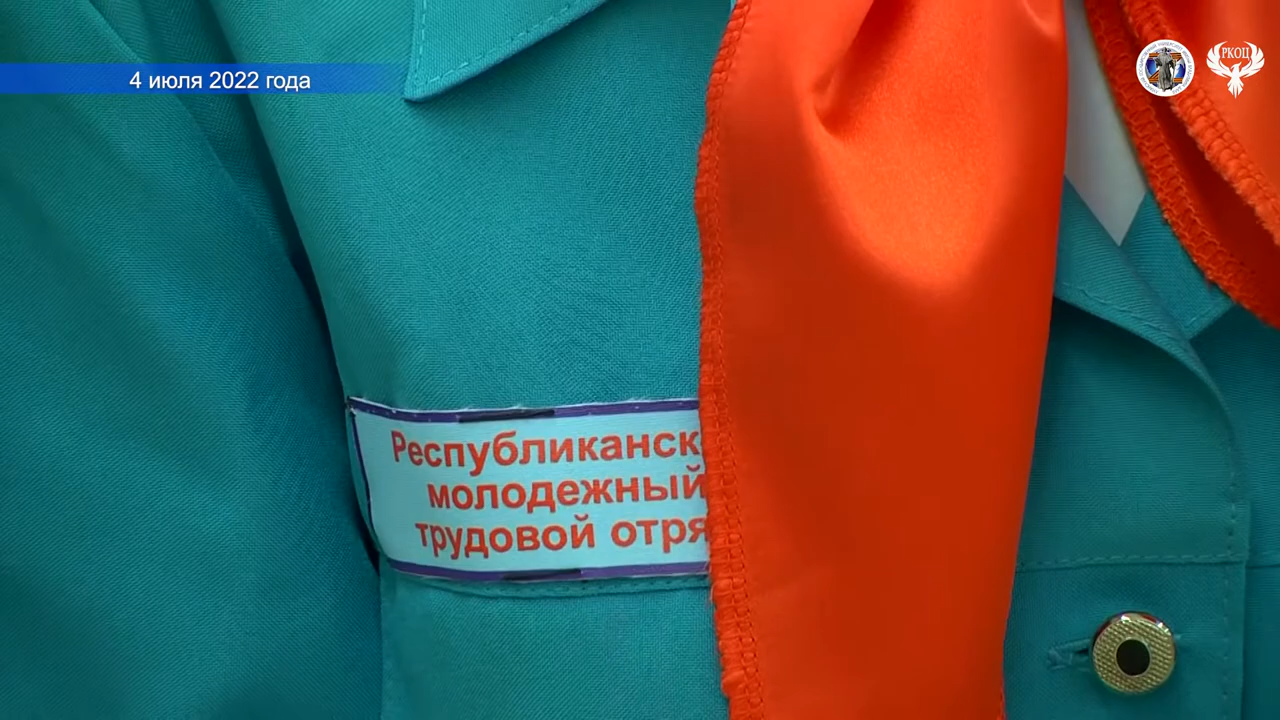 4 июля 2022 года
РКОЦ
Республиканск
молодежный
трудовой отря